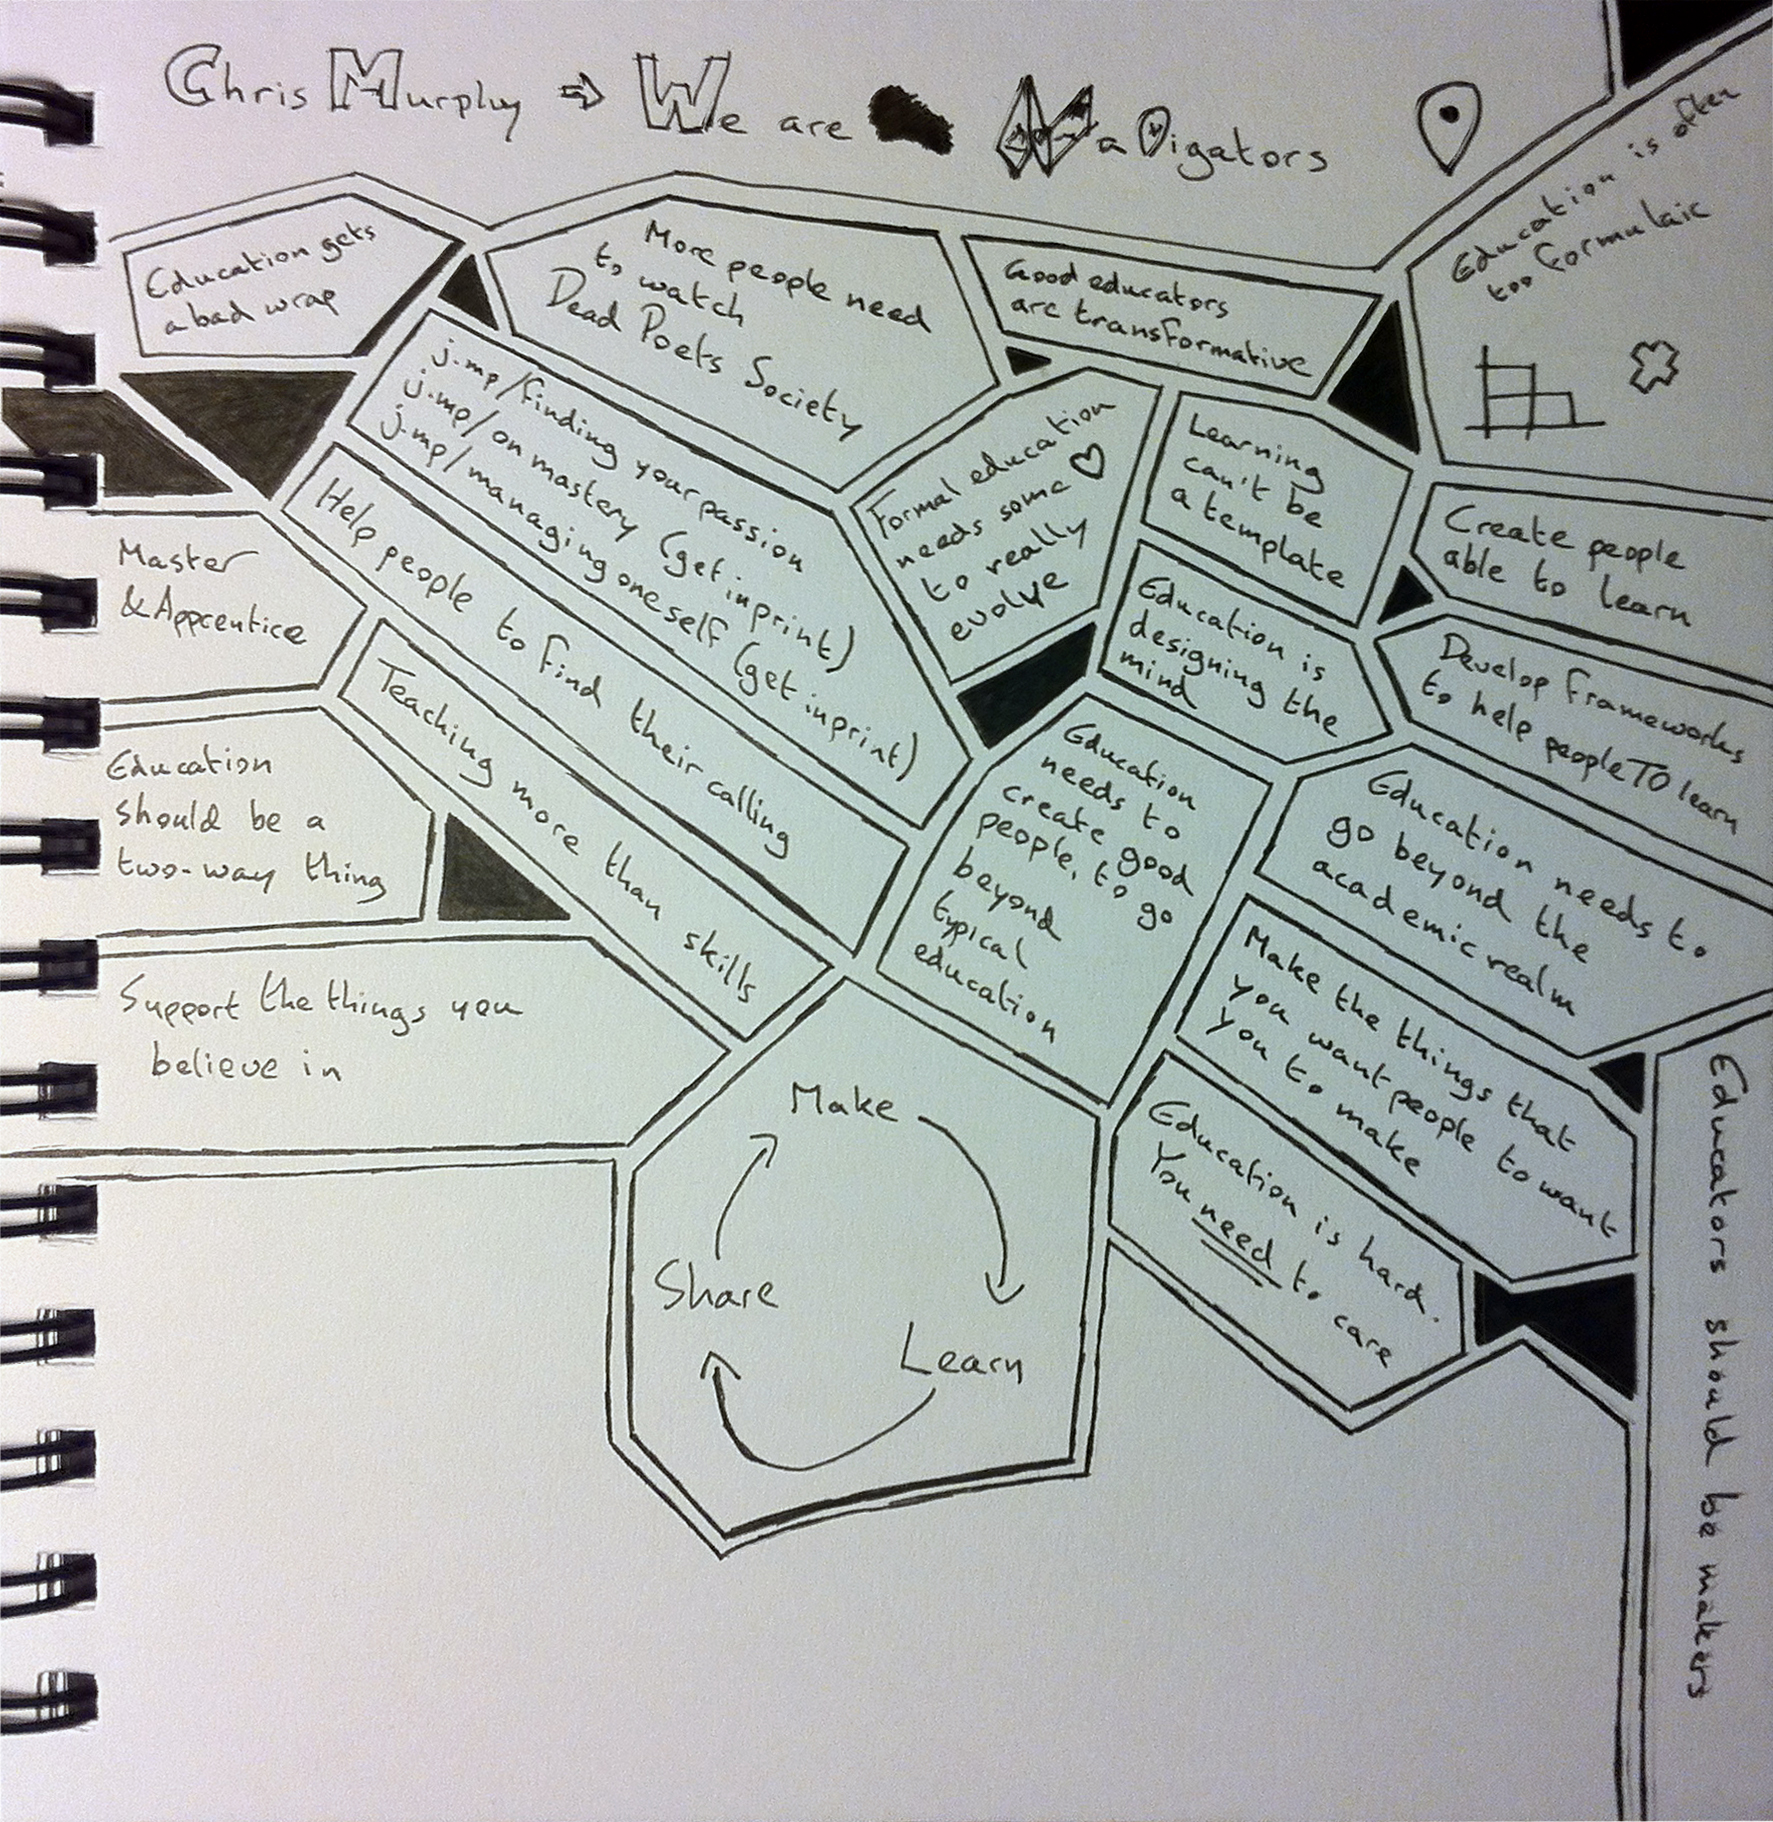 Chris Murphy ⇒ We are Navigators
Education gets
a bad wrap
More people need
to watch
Dead Poets Society
Good educators
are transformative
Education is often
too formulaic
j.mp/finding your passion
j.mp/on mastery (get in print)
j.mp/managing oneself (get in print)
Formal education
needs some ♡
to really
evolve
Learning
can't be
a template
Create people
able to learn
Help people to find their calling
Master
& Apprentice
Education is
designing the
mind
Develop frameworks
to help people TO learn
Teaching more than skills
Education
should be a
two-way thing
Education
needs to
create good
people, to go
beyond
typical
education
Education needs to
go beyond the
academic realm
Support the things you
believe in
Make the things that
you want people to want
you to make
Education is hard.
You need to care
Make
Learn
Share
Educators should be makers